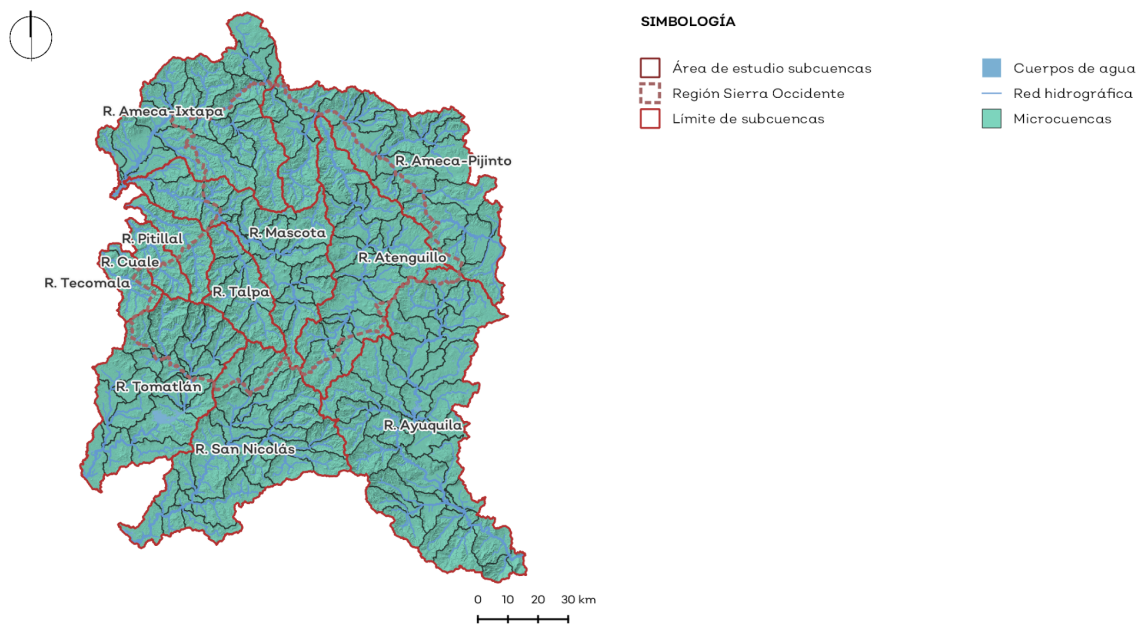 SIMBOLOGÍA
Área de estudio subcuencas
Región Sierra Occidente
Límite de subcuencas
Cuerpos de agua
Red hidrográfica
Microcuencas
R. Ameca-Ixtapa
R. Ameca-Pijinto
R. Mascota
R. Pitillal
R. Atenguillo
R. Cuale
R. Tecomala
R. Talpa
R. Tomatlán
R. Ayuquila
R. San Nicolás
0 10 20 30 km